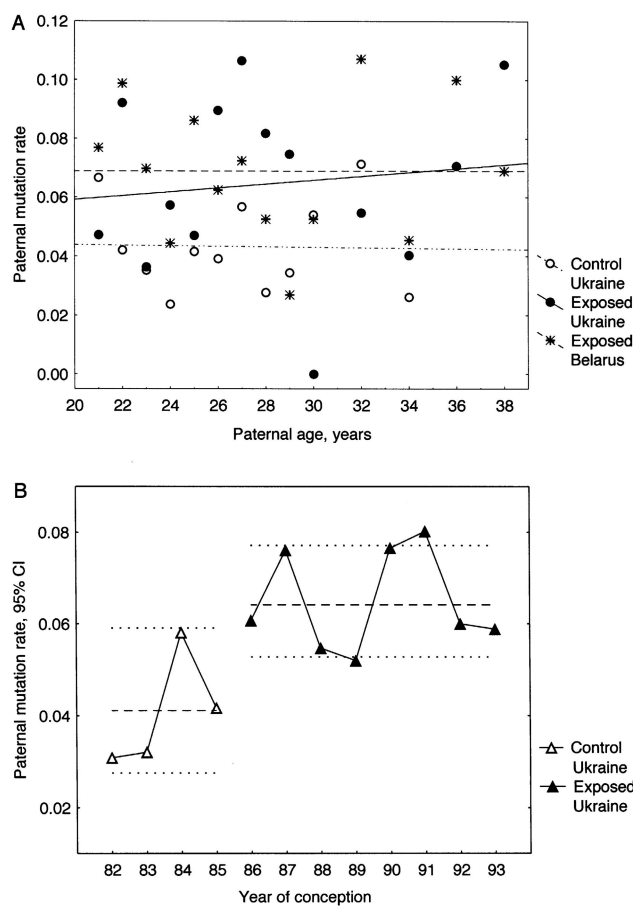 A
0.12
0.10
0.08
0.06
0.04
0.02
0.00
Paternal mutation rate
20 22 24 26 28 30 32 34 36 38
Paternal age, years
Control
Ukraine
Exposed
Ukraine
Exposed
Belarus
B
0.08
0.06
0.04
0.02
Paternal mutation rate, 95% CI
82 83 84 85 86 87 88 89 90 91 92 93
Year of conception
Control
Ukraine
Exposed
Ukraine